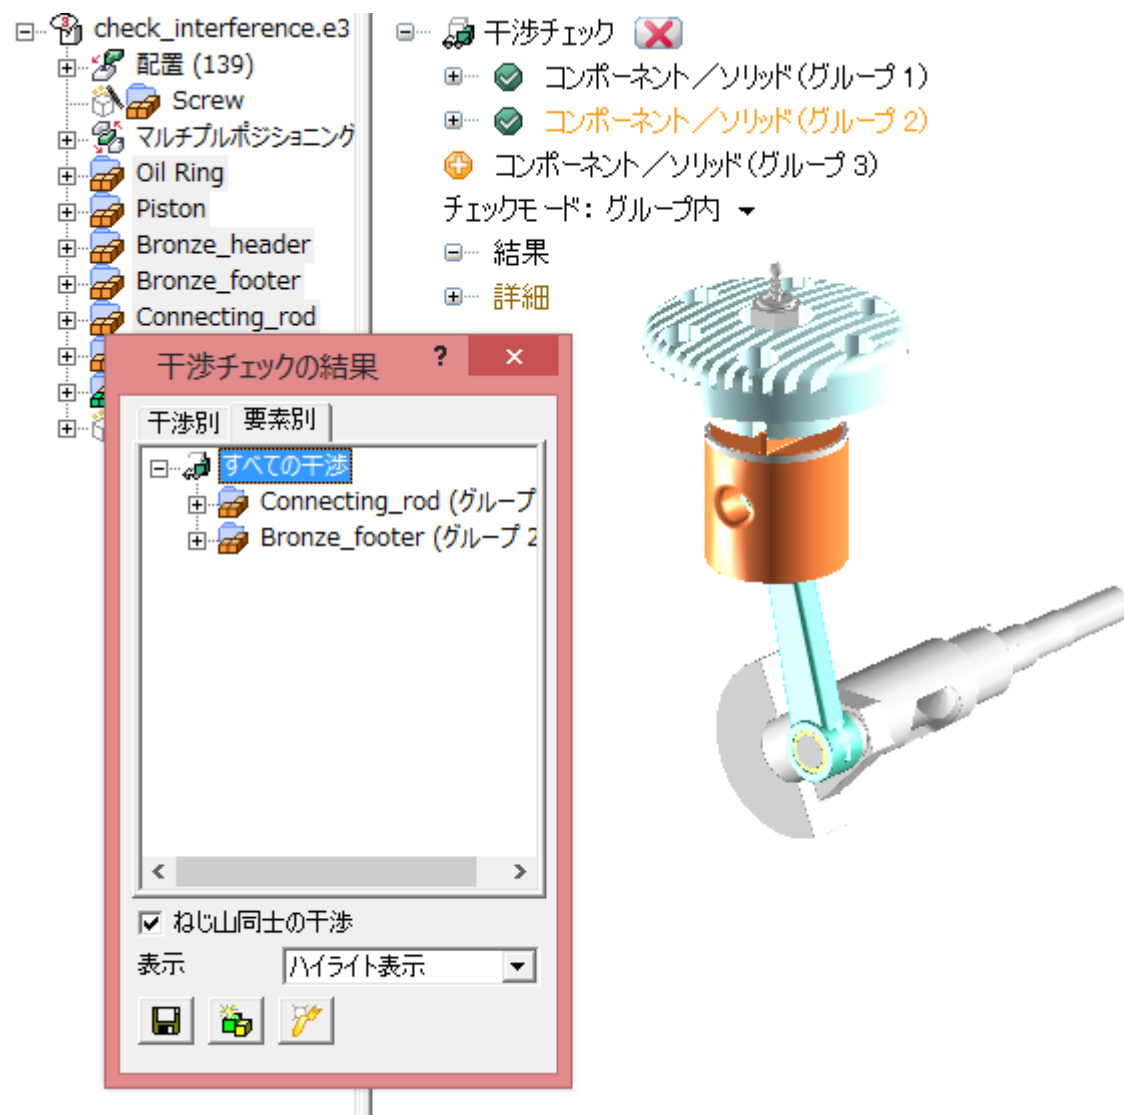 check_interference.e3
配置 (139)
Screw
マルチプルポジショニング
Oil Ring
Piston
Bronze_header
Bronze_footer
Connecting_rod
干渉チェック
コンポーネント／ソリッド(グループ 1)
コンポーネント／ソリッド(グループ 2)
コンポーネント／ソリッド(グループ 3)
チェックモード: グループ内
結果
詳細
干渉チェックの結果 ? ×
干渉別 要素別
すべての干渉
Connecting_rod (グループ
Bronze_footer (グループ 2
ねじ山同士の干渉
表示 ハイライト表示